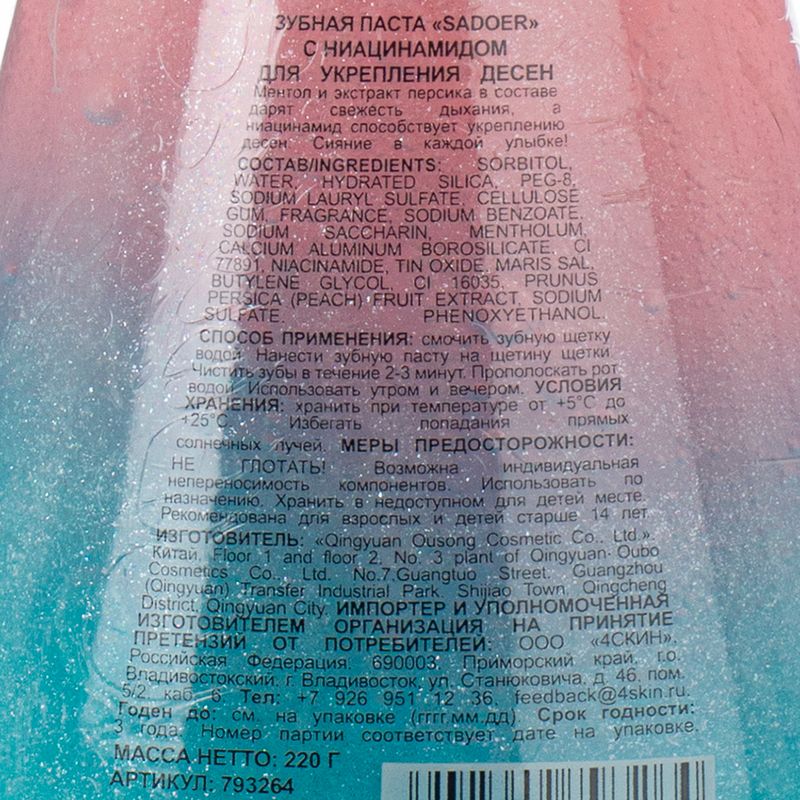 ЗУБНАЯ ПАСТА «SADOER»
С НИАЦИНАМИДОМ
ДЛЯ УКРЕПЛЕНИЯ ДЕСЕН
Ментол и экстракт персика в составе
дарят свежесть дыхания, а
ниацинамид способствует укреплению
десен. Сияние в каждой улыбке!
СОСТАВ/INGREDIENTS: SORBITOL,
WATER, HYDRATED SILICA, PEG-8,
SODIUM LAURYL SULFATE, CELLULOSE
GUM, FRAGRANCE, SODIUM BENZOATE,
SODIUM SACCHARIN, MENTHOLUM,
CALCIUM ALUMINUM BOROSILICATE, CI
77891, NIACINAMIDE, TIN OXIDE, MARIS SAL,
BUTYLENE GLYCOL, CI 16035, PRUNUS
PERSICA (PEACH) FRUIT EXTRACT, SODIUM
SULFATE, PHENOXYETHANOL.
СПОСОБ ПРИМЕНЕНИЯ: смочить зубную щетку
водой. Нанести зубную пасту на щетину щетки.
Чистить зубы в течение 2-3 минут. Прополоскать рот
водой. Использовать утром и вечером. УСЛОВИЯ
ХРАНЕНИЯ: хранить при температуре от +5°С до
+25°С. Избегать попадания прямых
солнечных лучей. МЕРЫ ПРЕДОСТОРОЖНОСТИ:
НЕ ГЛОТАТЬ! Возможна индивидуальная
непереносимость компонентов. Использовать по
назначению. Хранить в недоступном для детей месте.
Рекомендована для взрослых и детей старше 14 лет.
ИЗГОТОВИТЕЛЬ: «Qingyuan Ousong Cosmetic Co., Ltd.».
Китай, Floor 1 and floor 2, No. 3 plant of Qingyuan Oubo
Cosmetics Co., Ltd. No.7,Guangtuo Street, Guangzhou
(Qingyuan) Transfer Industrial Park, Shijiao Town, Qingcheng
District, Qingyuan City. ИМПОРТЕР И УПОЛНОМОЧЕННАЯ
ИЗГОТОВИТЕЛЕМ ОРГАНИЗАЦИЯ НА ПРИНЯТИЕ
ПРЕТЕНЗИЙ ОТ ПОТРЕБИТЕЛЕЙ: ООО «4СКИН»,
Российская Федерация 690003, Приморский край, г.о.
Владивостокский, г. Владивосток, ул. Станюковича, д. 46, пом.
5/2, каб. 6 Тел: +7 926 951 12 36, feedback@4skin.ru.
Годен до: см. на упаковке (гггг.мм.дд). Срок годности:
3 года. Номер партии соответствует дате на упаковке.
МАССА НЕТТО: 220 Г
АРТИКУЛ: 793264